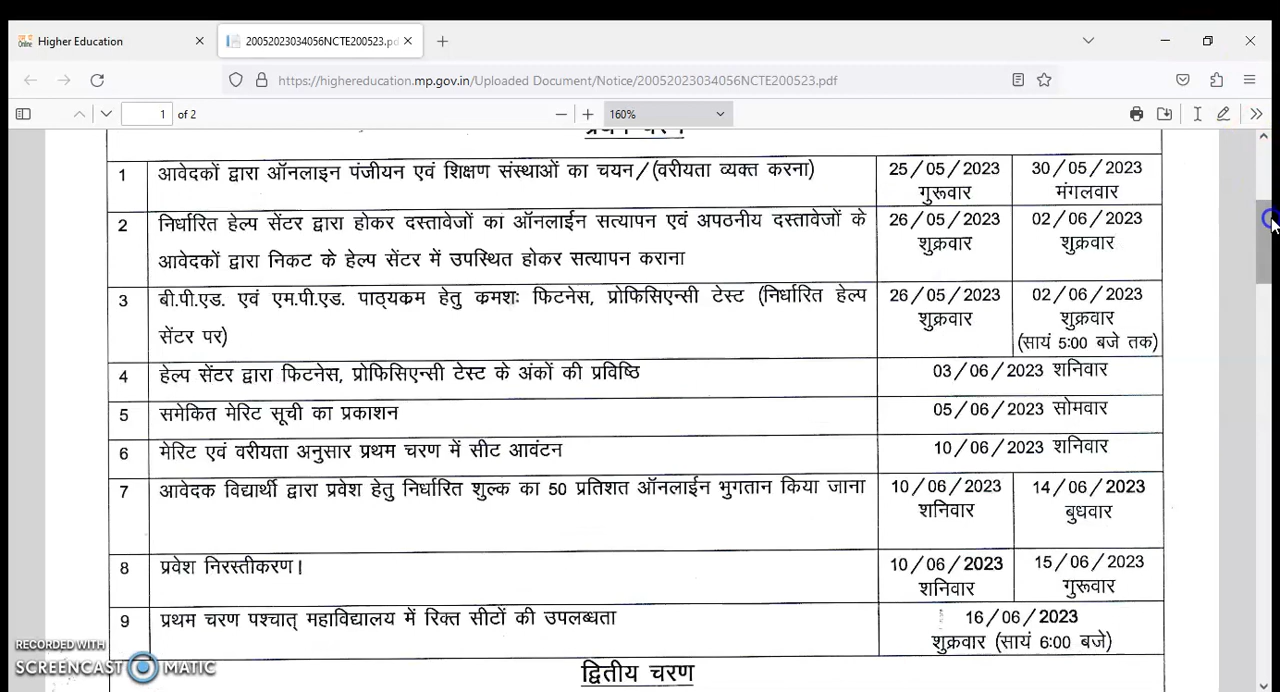 Higher Education
20052023034056NCTE200523.pd
https://highereducation.mp.gov.in/Uploaded Document/Notice/20052023034056NCTE200523.pdf
1 of 2
160%
प्रथम चरण
1 आवेदकों द्वारा ऑनलाइन पंजीयन एवं शिक्षण संस्थाओं का चयन/(वरीयता व्यक्त करना) 25/05/2023 30/05/2023
गुरूवार मंगलवार
2 निर्धारित हेल्प सेंटर द्वारा होकर दस्तावेजों का ऑनलाईन सत्यापन एवं अपठनीय दस्तावेजों के 26/05/2023 02/06/2023
शुक्रवार शुक्रवार
आवेदकों द्वारा निकट के हेल्प सेंटर में उपस्थित होकर सत्यापन कराना
3 बी.पी.एड. एवं एम.पी.एड. पाठ्यकम हेतु कमशः फिटनेस, प्रोफिसिएन्सी टेस्ट (निर्धारित हेल्प 26/05/2023 02/06/2023
शुक्रवार शुक्रवार
सेंटर पर) (सायं 5:00 बजे तक)
4 हेल्प सेंटर द्वारा फिटनेस, प्रोफिसिएन्सी टेस्ट के अंकों की प्रविष्ठि 03/06/2023 शनिवार
5 समेकित मेरिट सूची का प्रकाशन 05/06/2023 सोमवार
6 मेरिट एवं वरीयता अनुसार प्रथम चरण में सीट आवंटन 10/06/2023 शनिवार
7 आवेदक विद्यार्थी द्वारा प्रवेश हेतु निर्धारित शुल्क का 50 प्रतिशत ऑनलाईन भुगतान किया जाना 10/06/2023 14/06/2023
शनिवार बुधवार
8 प्रवेश निरस्तीकरण। 10/06/2023 15/06/2023
शनिवार गुरूवार
9 प्रथम चरण पश्चात् महाविद्यालय में रिक्त सीटों की उपलब्धता 16/06/2023
शुक्रवार (सायं 6:00 बजे)
द्वितीय चरण
RECORDED WITH
SCREENCAST MATIC